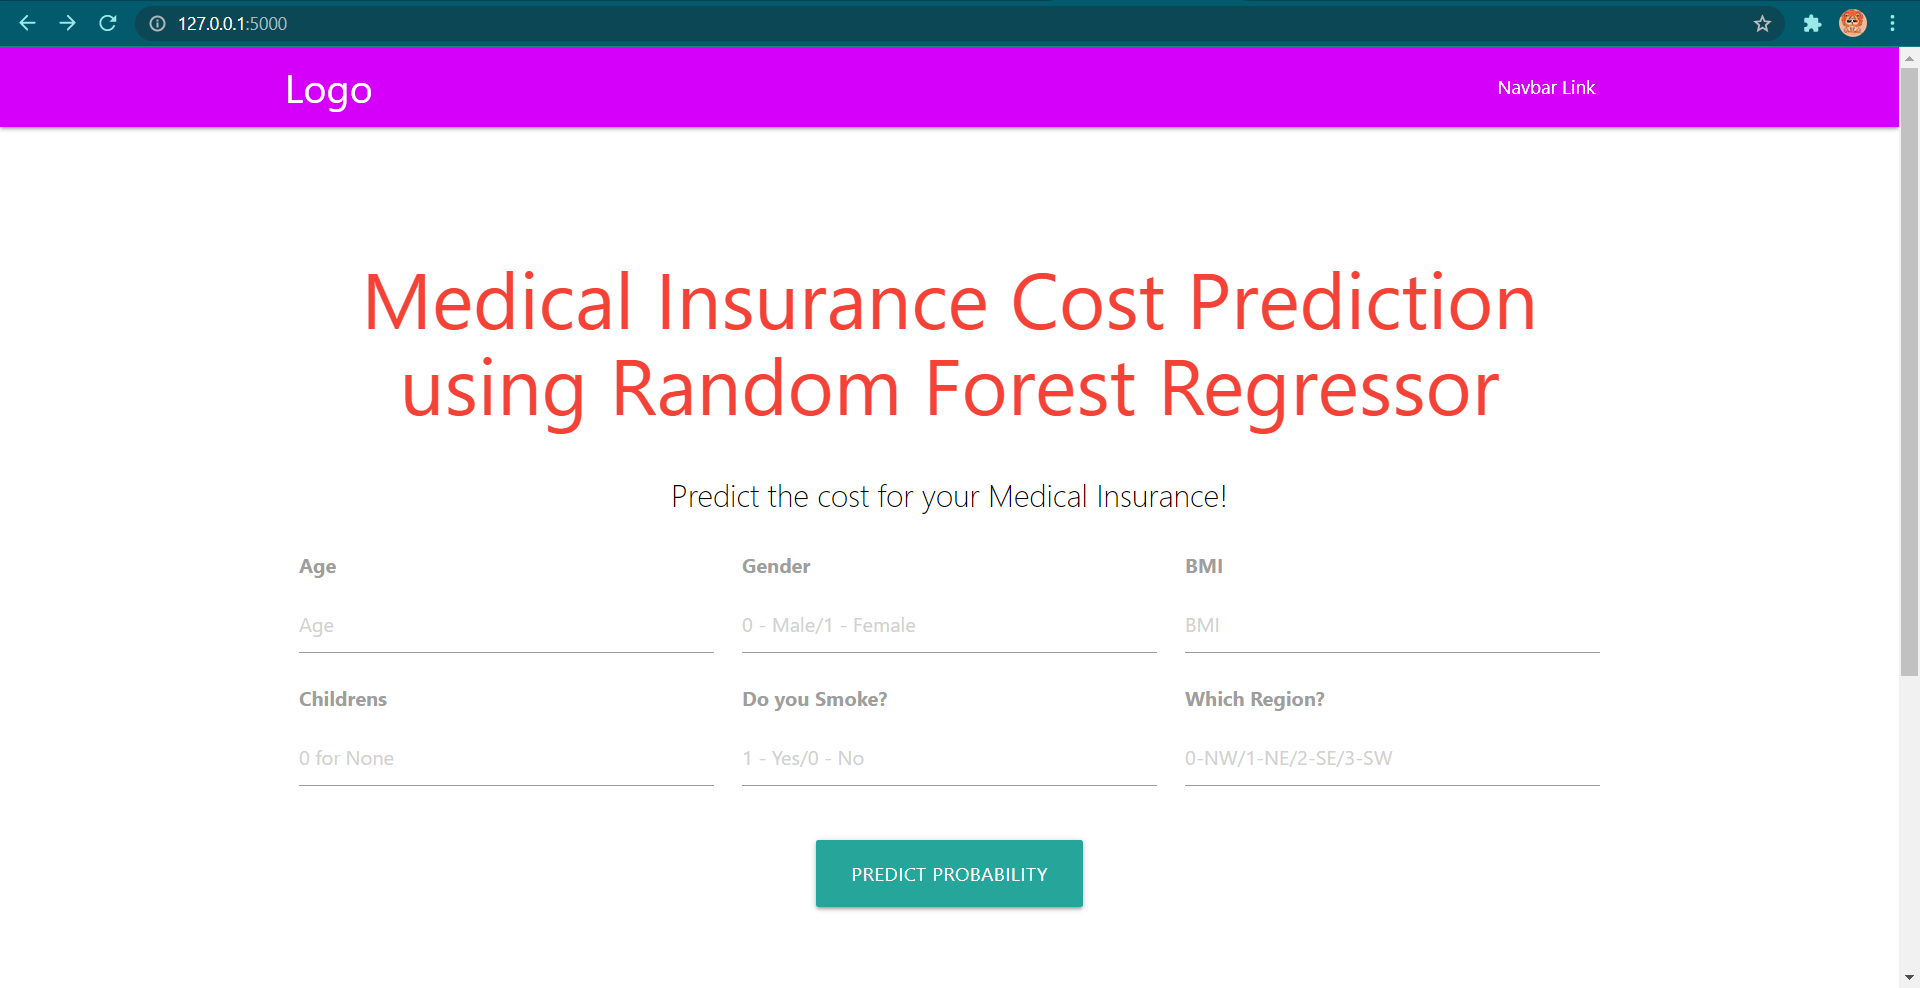 127.0.0.1:5000
Logo
Navbar Link
Medical Insurance Cost Prediction
using Random Forest Regressor
Predict the cost for your Medical Insurance!
Age
Gender
BMI
Age
0 - Male/1 - Female
BMI
Childrens
Do you Smoke?
Which Region?
0 for None
1 - Yes/0 - No
0-NW/1-NE/2-SE/3-SW
PREDICT PROBABILITY